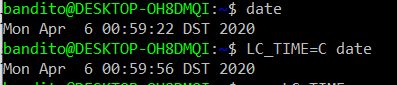 bandito@DESKTOP-OH8DMQI:~$ date
Mon Apr  6 00:59:22 DST 2020
bandito@DESKTOP-OH8DMQI:~$ LC_TIME=C date
Mon Apr  6 00:59:56 DST 2020